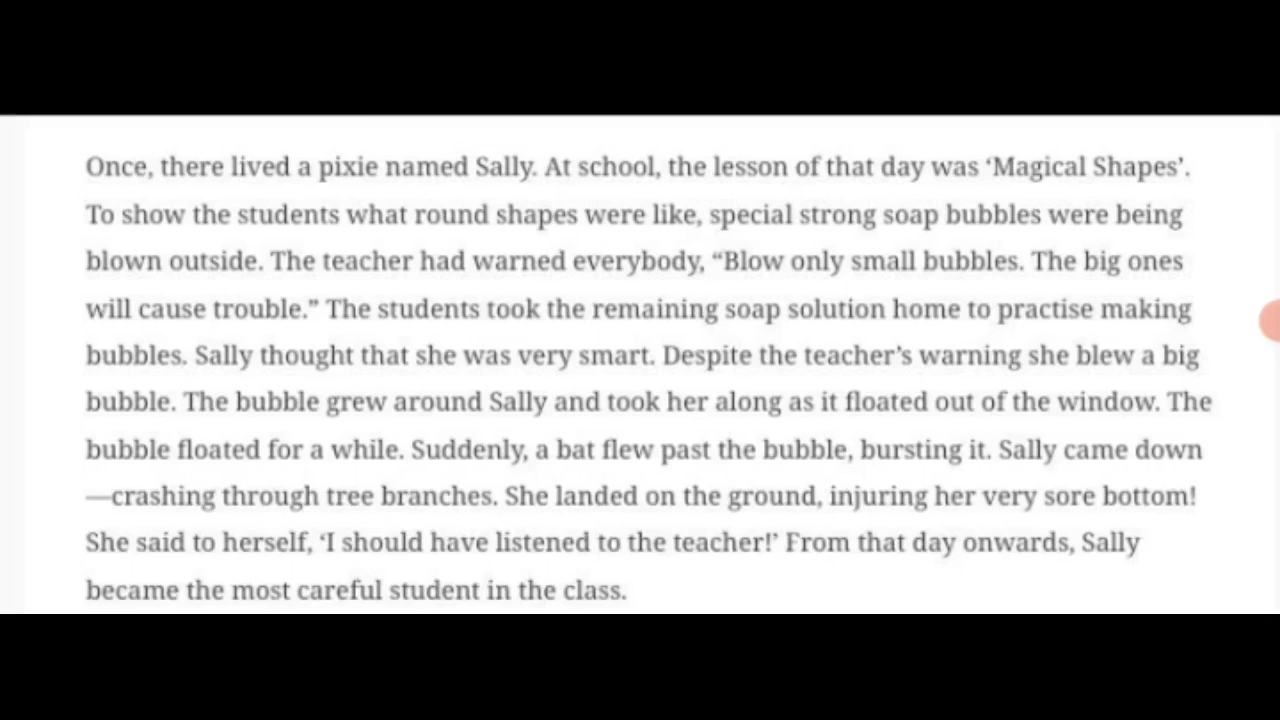 Once, there lived a pixie named Sally. At school, the lesson of that day was ‘Magical Shapes’.
To show the students what round shapes were like, special strong soap bubbles were being
blown outside. The teacher had warned everybody, “Blow only small bubbles. The big ones
will cause trouble.” The students took the remaining soap solution home to practise making
bubbles. Sally thought that she was very smart. Despite the teacher’s warning she blew a big
bubble. The bubble grew around Sally and took her along as it floated out of the window. The
bubble floated for a while. Suddenly, a bat flew past the bubble, bursting it. Sally came down
—crashing through tree branches. She landed on the ground, injuring her very sore bottom!
She said to herself, ‘I should have listened to the teacher!’ From that day onwards, Sally
became the most careful student in the class.